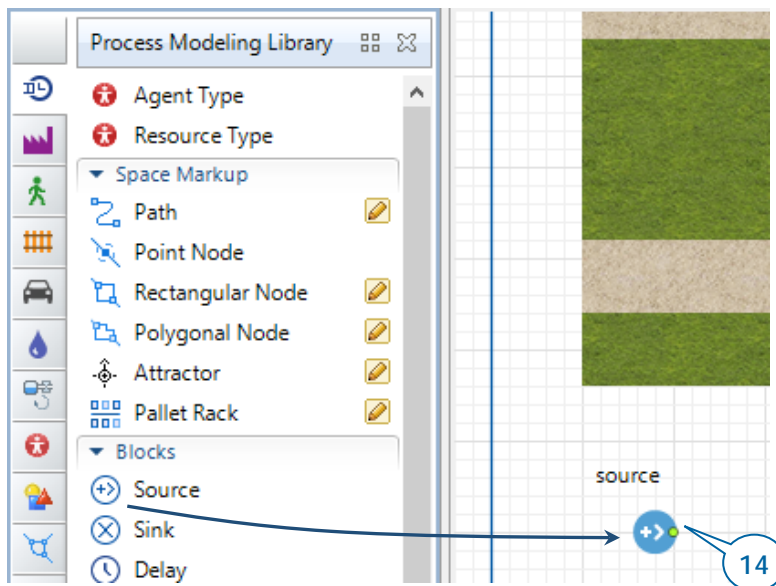 Process Modeling Library
Agent Type
Resource Type
Space Markup
Path
Point Node
Rectangular Node
Polygonal Node
Attractor
Pallet Rack
Blocks
Source
Sink
Delay
source
14